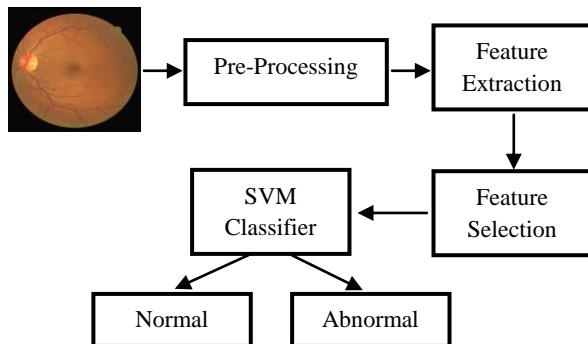 Pre-Processing
Feature
Extraction
Feature
Selection
SVM
Classifier
Normal
Abnormal